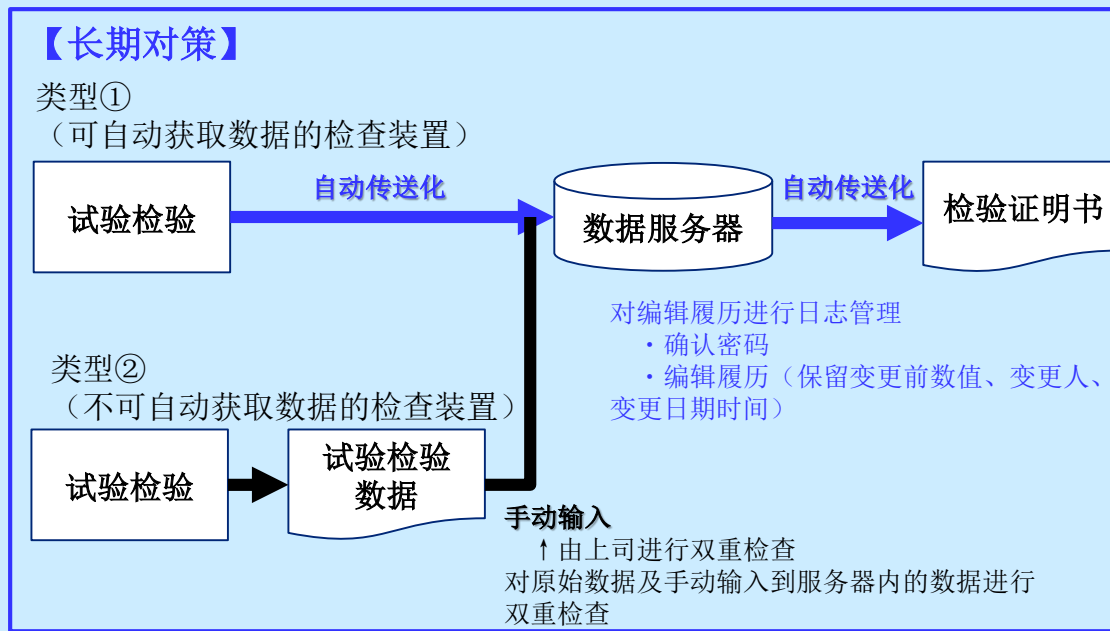 【长期对策】
类型①
（可自动获取数据的检查装置）
试验检验
自动传送化
数据服务器
自动传送化
检验证明书
对编辑履历进行日志管理
・确认密码
・编辑履历（保留变更前数值、变更人、
变更日期时间）
类型②
（不可自动获取数据的检查装置）
试验检验
试验检验
数据
手动输入
↑由上司进行双重检查
对原始数据及手动输入到服务器内的数据进行
双重检查